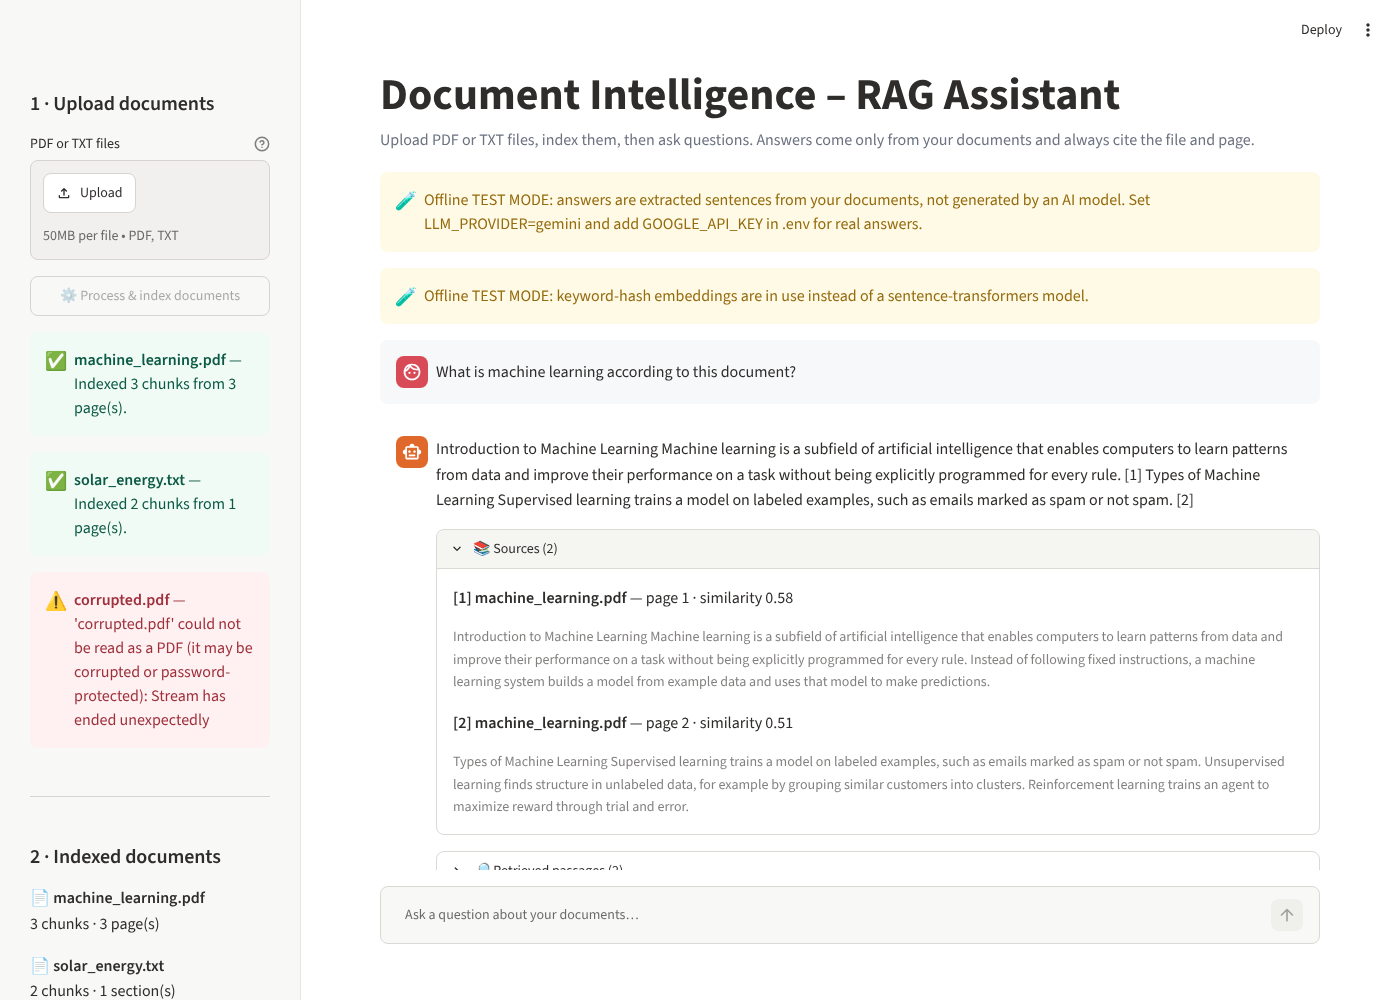 Deploy
1 · Upload documents
PDF or TXT files
Upload
50MB per file • PDF, TXT
⚙️ Process & index documents
✅ machine_learning.pdf —
Indexed 3 chunks from 3
page(s).
✅ solar_energy.txt —
Indexed 2 chunks from 1
page(s).
⚠️ corrupted.pdf —
'corrupted.pdf' could not
be read as a PDF (it may be
corrupted or password-
protected): Stream has
ended unexpectedly
2 · Indexed documents
📄 machine_learning.pdf
3 chunks · 3 page(s)
📄 solar_energy.txt
2 chunks · 1 section(s)
Document Intelligence – RAG Assistant
Upload PDF or TXT files, index them, then ask questions. Answers come only from your documents and always cite the file and page.
🧪 Offline TEST MODE: answers are extracted sentences from your documents, not generated by an AI model. Set
LLM_PROVIDER=gemini and add GOOGLE_API_KEY in .env for real answers.
🧪 Offline TEST MODE: keyword-hash embeddings are in use instead of a sentence-transformers model.
What is machine learning according to this document?
Introduction to Machine Learning Machine learning is a subfield of artificial intelligence that enables computers to learn patterns
from data and improve their performance on a task without being explicitly programmed for every rule. [1] Types of Machine
Learning Supervised learning trains a model on labeled examples, such as emails marked as spam or not spam. [2]
📚 Sources (2)
[1] machine_learning.pdf — page 1 · similarity 0.58
Introduction to Machine Learning Machine learning is a subfield of artificial intelligence that enables computers to learn patterns from data and
improve their performance on a task without being explicitly programmed for every rule. Instead of following fixed instructions, a machine
learning system builds a model from example data and uses that model to make predictions.
[2] machine_learning.pdf — page 2 · similarity 0.51
Types of Machine Learning Supervised learning trains a model on labeled examples, such as emails marked as spam or not spam. Unsupervised
learning finds structure in unlabeled data, for example by grouping similar customers into clusters. Reinforcement learning trains an agent to
maximize reward through trial and error.
🔎 Retrieved passages (2)
Ask a question about your documents…